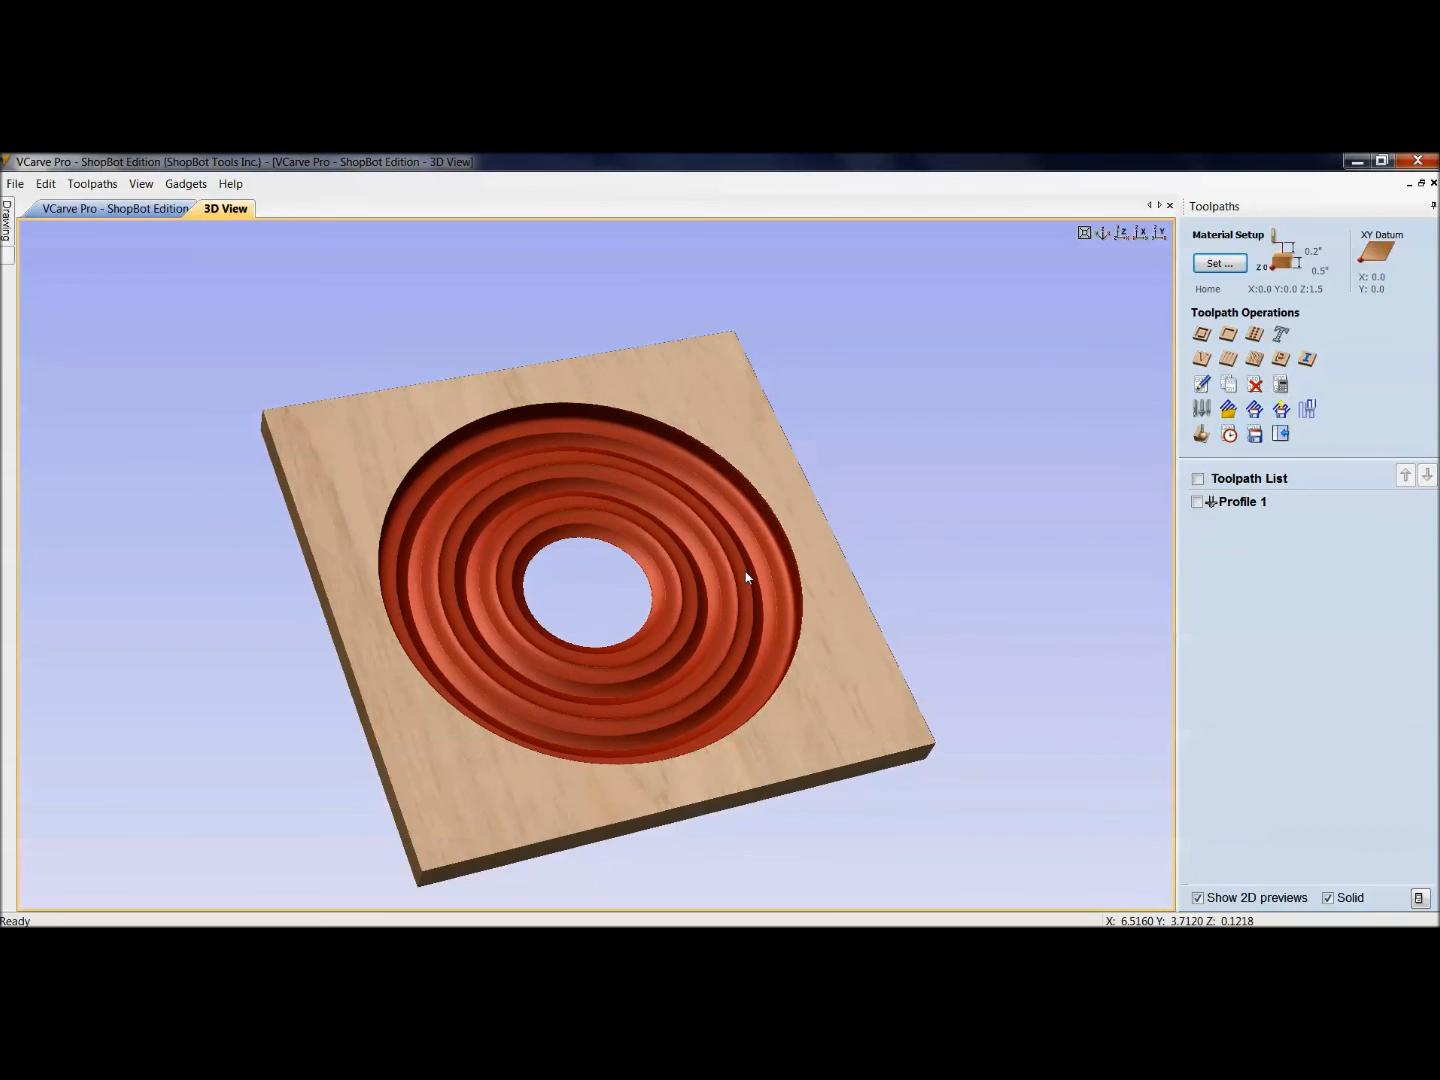 VCarve Pro - ShopBot Edition {ShopBot Tools Inc.} - [VCarve Pro - ShopBot Edition - 3D View]
File Edit Toolpaths View Gadgets Help
VCarve Pro - ShopBot Edition 3D View
Drawing
Toolpaths
Material Setup
XY Datum
0.2"
Set ...
Z 0
0.5"
X: 0.0
Home X:0.0 Y:0.0 Z:1.5
Y: 0.0
Toolpath Operations
Toolpath List
Profile 1
Show 2D previews Solid
Ready
X: 6.5160 Y: 3.7120 Z: 0.1218